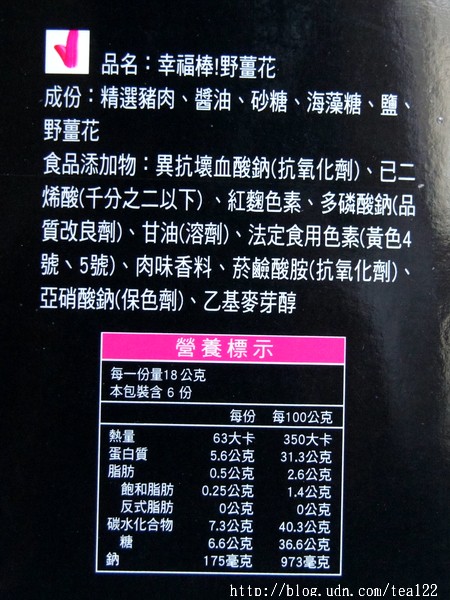 品名：幸福棒!野薑花
成份：精選豬肉、醬油、砂糖、海藻糖、鹽、
野薑花
食品添加物：異抗壞血酸鈉(抗氧化劑)、已二
烯酸(千分之二以下)、紅麴色素、多磷酸鈉(品
質改良劑)、甘油(溶劑)、法定食用色素(黃色4
號、5號)、肉味香料、菸鹼酸胺(抗氧化劑)、
亞硝酸鈉(保色劑)、乙基麥芽醇
營養標示
每一份量18公克
本包裝含 6 份
每份 每100公克
熱量 63大卡 350大卡
蛋白質 5.6公克 31.3公克
脂肪 0.5公克 2.6公克
飽和脂肪 0.25公克 1.4公克
反式脂肪 0公克 0公克
碳水化合物 7.3公克 40.3公克
糖 6.6公克 36.6公克
鈉 175毫克 973毫克
http://blog.udn.com/tea122